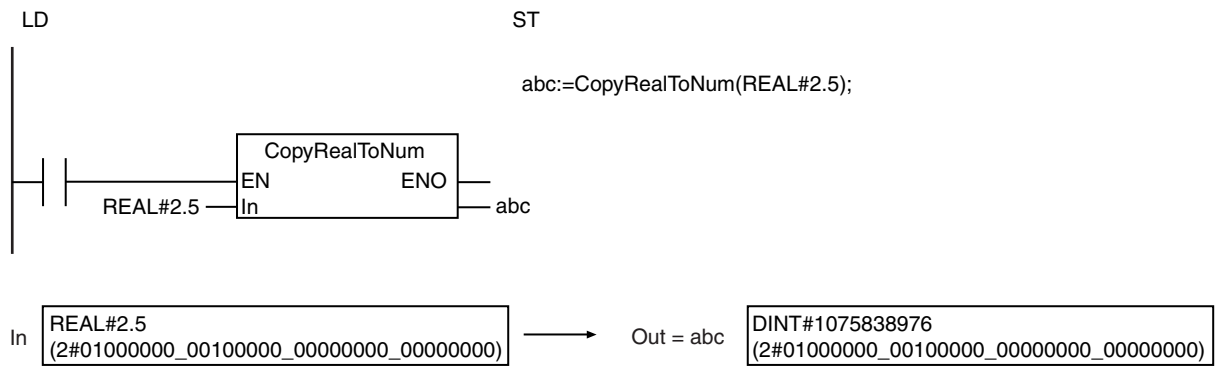 LD
ST
abc:=CopyRealToNum(REAL#2.5);
CopyRealToNum
EN ENO
REAL#2.5 In abc
In REAL#2.5
(2#01000000_00100000_00000000_00000000)
Out = abc DINT#1075838976
(2#01000000_00100000_00000000_00000000)